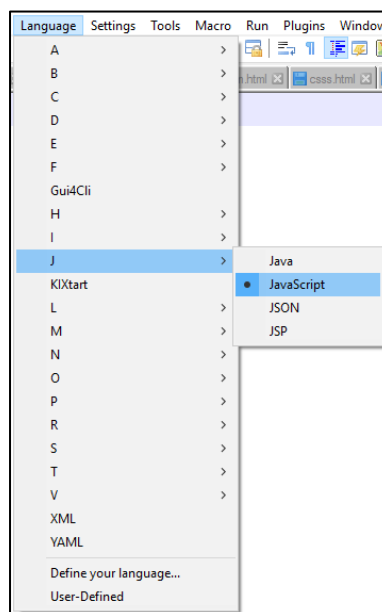 Language Settings Tools Macro Run Plugins Window
.html csss.html
A
B
C
D
E
F
Gui4Cli
H
I
J
Java
JavaScript
JSON
JSP
KIXtart
L
M
N
O
P
R
S
T
V
XML
YAML
Define your language...
User-Defined